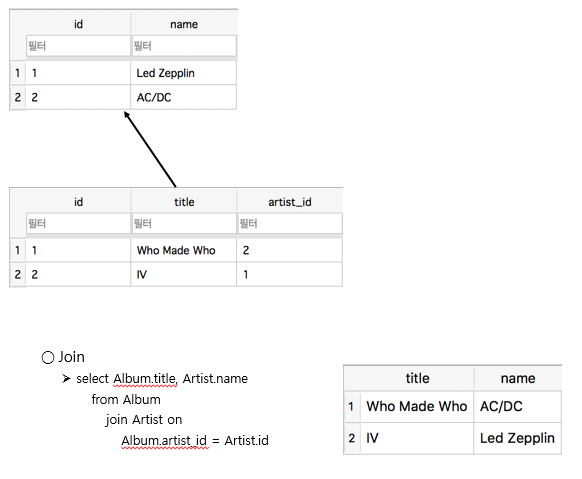 id name
필터 필터
1 1 Led Zepplin
2 2 AC/DC
id title artist_id
필터 필터 필터
1 1 Who Made Who 2
2 2 IV 1
○ Join
➤ select Album.title, Artist.name
from Album
join Artist on
Album.artist_id = Artist.id
title name
1 Who Made Who AC/DC
2 IV Led Zepplin